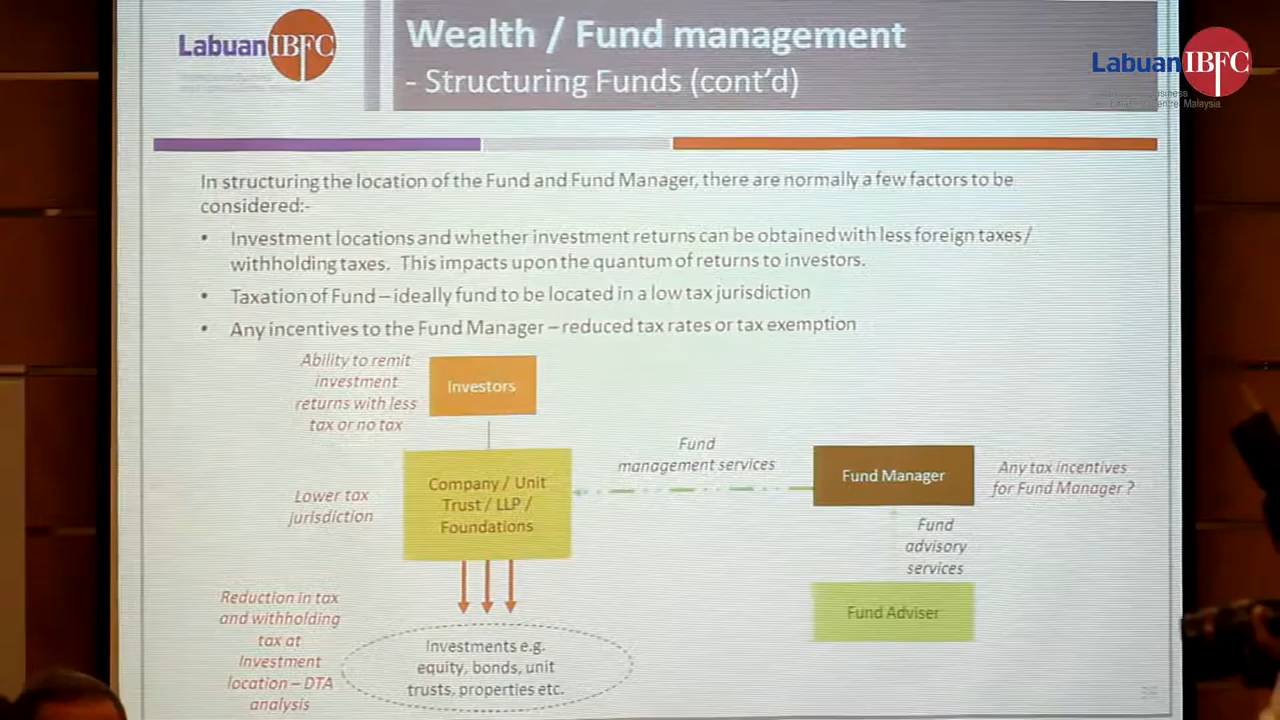 Labuan IBFC
Wealth / Fund management
- Structuring Funds (cont'd)
Labuan IBFC
Malaysia
In structuring the location of the Fund and Fund Manager, there are normally a few factors to be
considered:-
• Investment locations and whether investment returns can be obtained with less foreign taxes/
withholding taxes. This impacts upon the quantum of returns to investors.
• Taxation of Fund – ideally fund to be located in a low tax jurisdiction
• Any incentives to the Fund Manager – reduced tax rates or tax exemption
Ability to remit
investment
returns with less
tax or no tax
Investors
Lower tax
jurisdiction
Company / Unit
Trust / LLP /
Foundations
Fund
management services
Fund Manager
Any tax incentives
for Fund Manager ?
Fund
advisory
services
Fund Adviser
Reduction in tax
and withholding
tax at
Investment
location – DTA
analysis
Investments e.g.
equity, bonds, unit
trusts, properties etc.